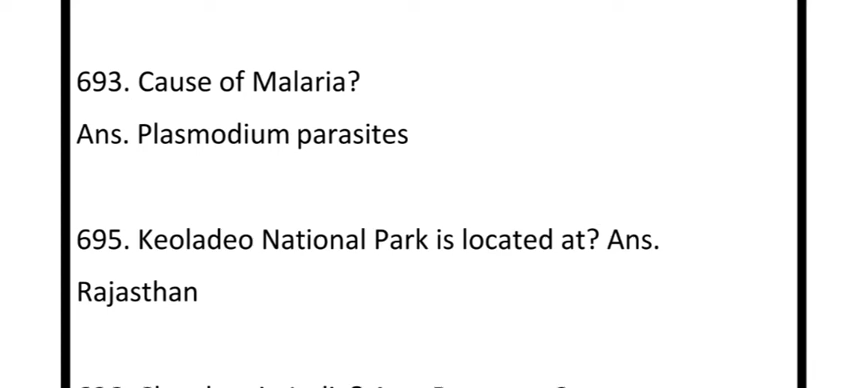 693. Cause of Malaria?
Ans. Plasmodium parasites
695. Keoladeo National Park is located at? Ans.
Rajasthan